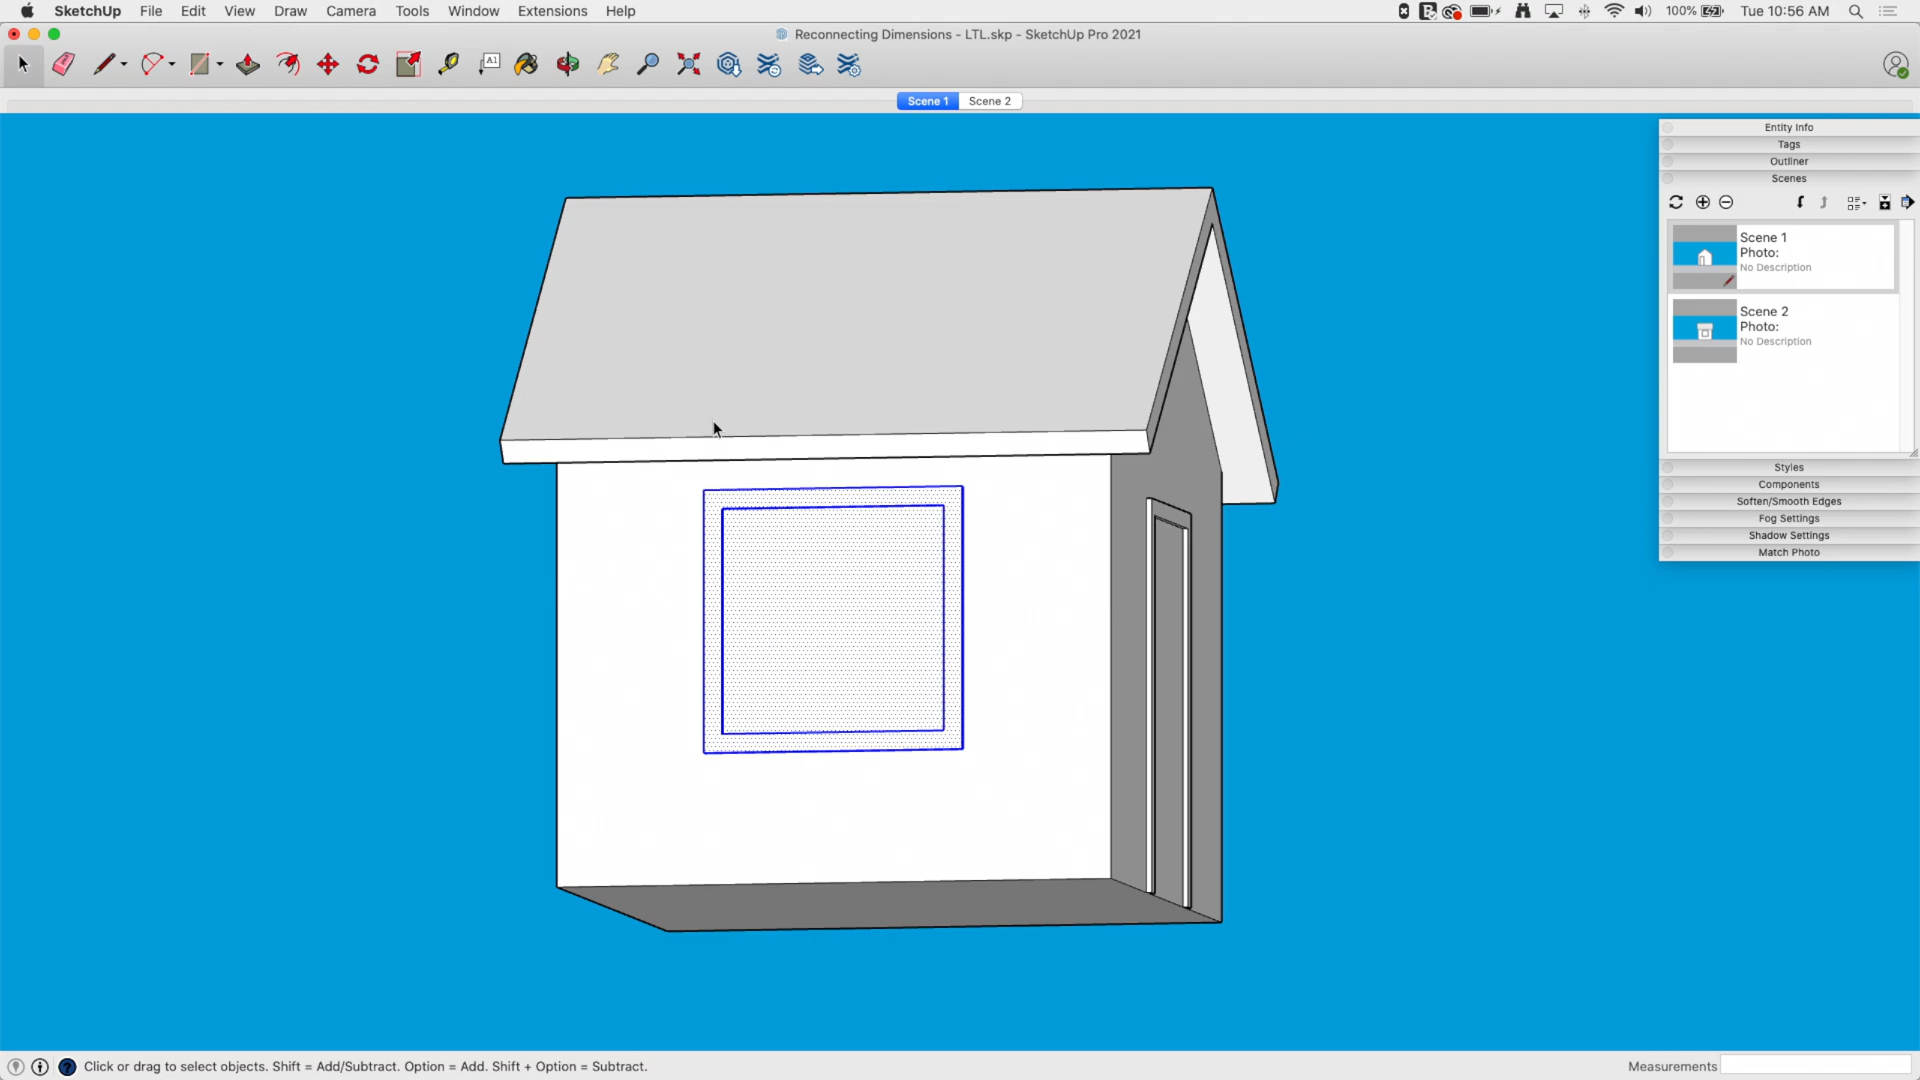 SketchUp File Edit View Draw Camera Tools Window Extensions Help 100% Tue 10:56 AM
Reconnecting Dimensions - LTL.skp - SketchUp Pro 2021
A1
Scene 1 Scene 2
Entity Info
Tags
Outliner
Scenes
Scene 1
Photo:
No Description
Scene 2
Photo:
No Description
Styles
Components
Soften/Smooth Edges
Fog Settings
Shadow Settings
Match Photo
Click or drag to select objects. Shift = Add/Subtract. Option = Add. Shift + Option = Subtract.
Measurements